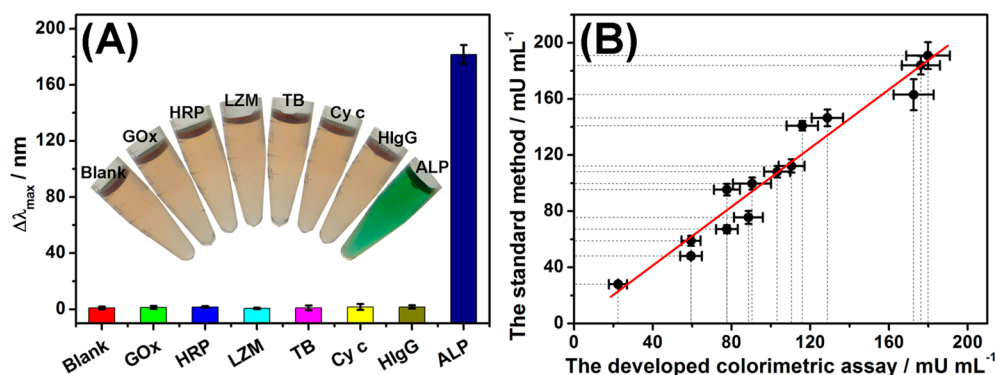 (A)
Δλmax / nm
200
160
120
80
40
0
Blank
GOx
HRP
LZM
TB
Cy c
HIgG
ALP
Blank GOx HRP LZM TB Cy c HIgG ALP
(B)
The standard method / mU mL-1
200
160
120
80
40
0
0 40 80 120 160 200
The developed colorimetric assay / mU mL-1